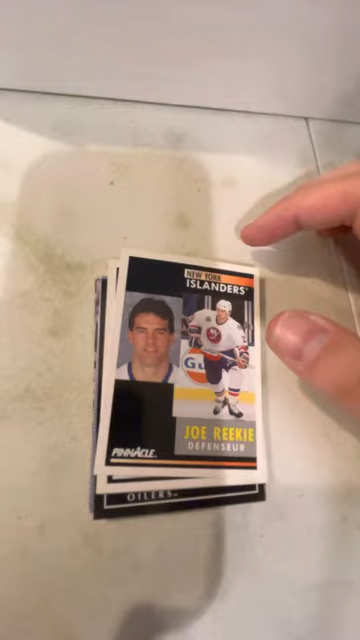 NEW YORK
ISLANDERS
JOE REEKIE
DÉFENSEUR
PINNACLE
OILERS